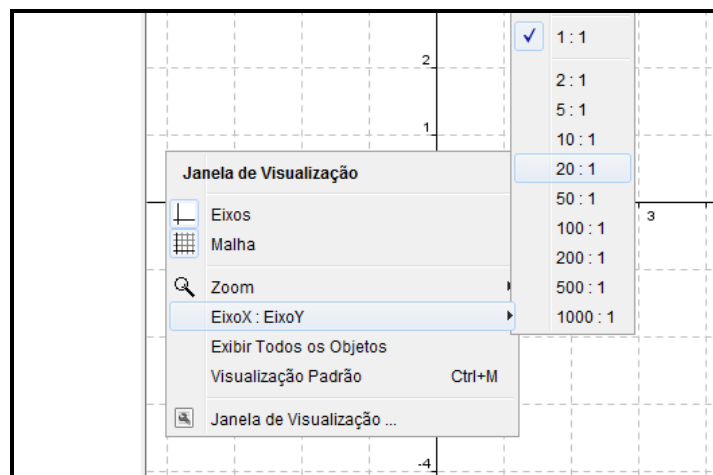 2
1
3
-4
Janela de Visualização
Eixos
Malha
Zoom
EixoX : EixoY
Exibir Todos os Objetos
Visualização Padrão Ctrl+M
Janela de Visualização ...
1 : 1
2 : 1
5 : 1
10 : 1
20 : 1
50 : 1
100 : 1
200 : 1
500 : 1
1000 : 1